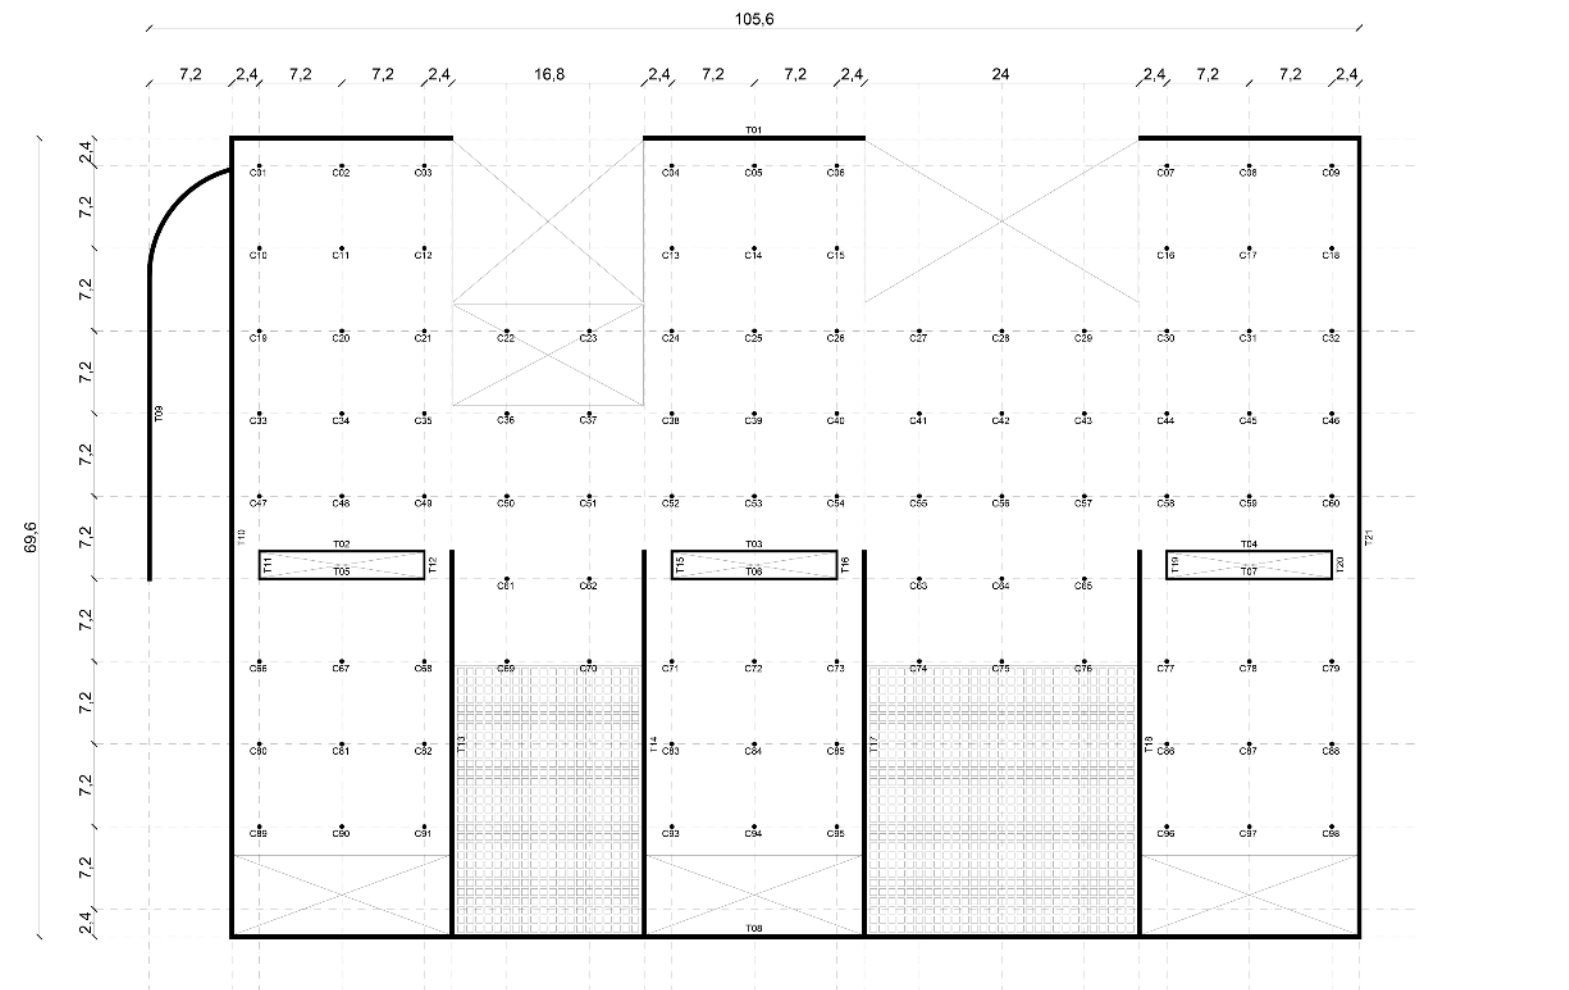 105,6
7,2 2,4 7,2 7,2 2,4 16,8 2,4 7,2 7,2 2,4 24 2,4 7,2 7,2 2,4
T01
2,4
C01 C02 C03 C04 C05 C06 C07 C08 C09
7,2
C10 C11 C12 C13 C14 C15 C16 C17 C18
7,2
C19 C20 C21 C22 C23 C24 C25 C26 C27 C28 C29 C30 C31 C32
7,2
T09
C33 C34 C35 C36 C37 C38 C39 C40 C41 C42 C43 C44 C45 C46
7,2
C47 C48 C49 C50 C51 C52 C53 C54 C55 C56 C57 C58 C59 C60
69,6
7,2
T10 T21
T02 T03 T04
T11 T12 T15 T16 T19 T20
T05 T06 T07
C61 C62 C63 C64 C65
7,2
C66 C67 C68 C69 C70 C71 C72 C73 C74 C75 C76 C77 C78 C79
7,2
T13 T14 T17 T18
C80 C81 C82 C83 C84 C85 C86 C87 C88
7,2
C89 C90 C91 C93 C94 C95 C96 C97 C98
7,2
2,4
T08